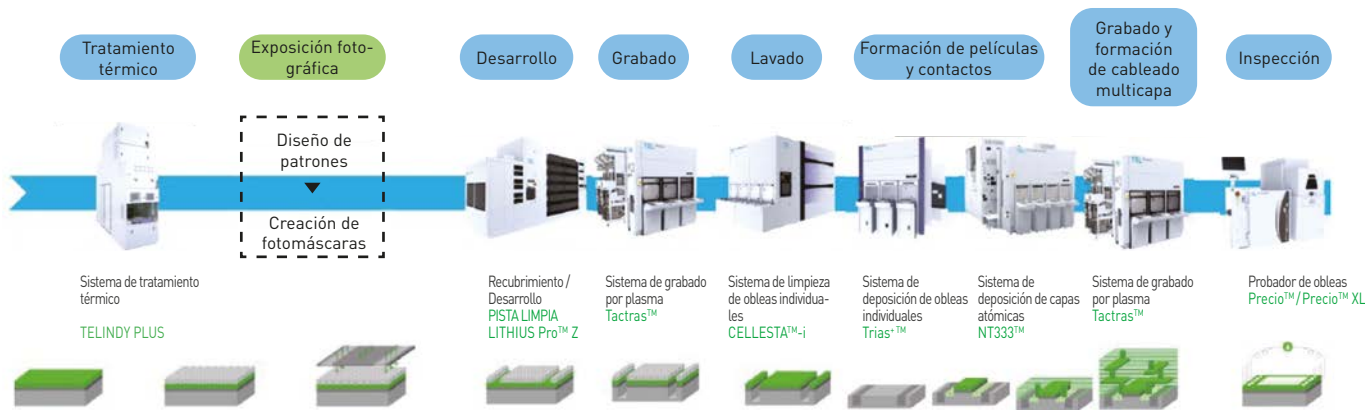 Tratamiento
térmico
Exposición foto-
gráfica
Desarrollo
Grabado
Lavado
Formación de películas
y contactos
Grabado y
formación
de cableado
multicapa
Inspección
Diseño de
patrones
Creación de
fotomáscaras
Sistema de tratamiento
térmico
TELINDY PLUS
Recubrimiento /
Desarrollo
PISTA LIMPIA
LITHIUS Pro™ Z
Sistema de grabado
por plasma
Tactras™
Sistema de limpieza
de obleas individua-
les
CELLESTA™-i
Sistema de
deposición de obleas
individuales
Trias⁺™
Sistema de
deposición de capas
atómicas
NT333™
Sistema de grabado
por plasma
Tactras™
Probador de obleas
Precio™/Precio™ XL